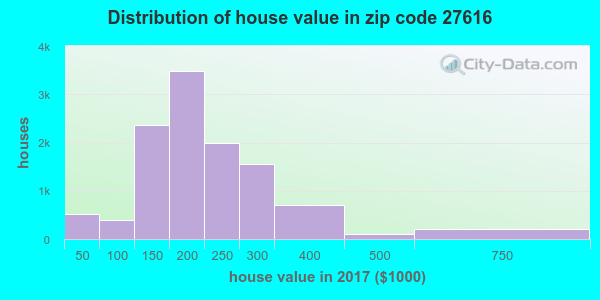 Distribution of house value in zip code 27616
City-Data.com
4k
3k
2k
1k
0
houses
50 100 150 200 250 300 400 500 750
house value in 2017 ($1000)